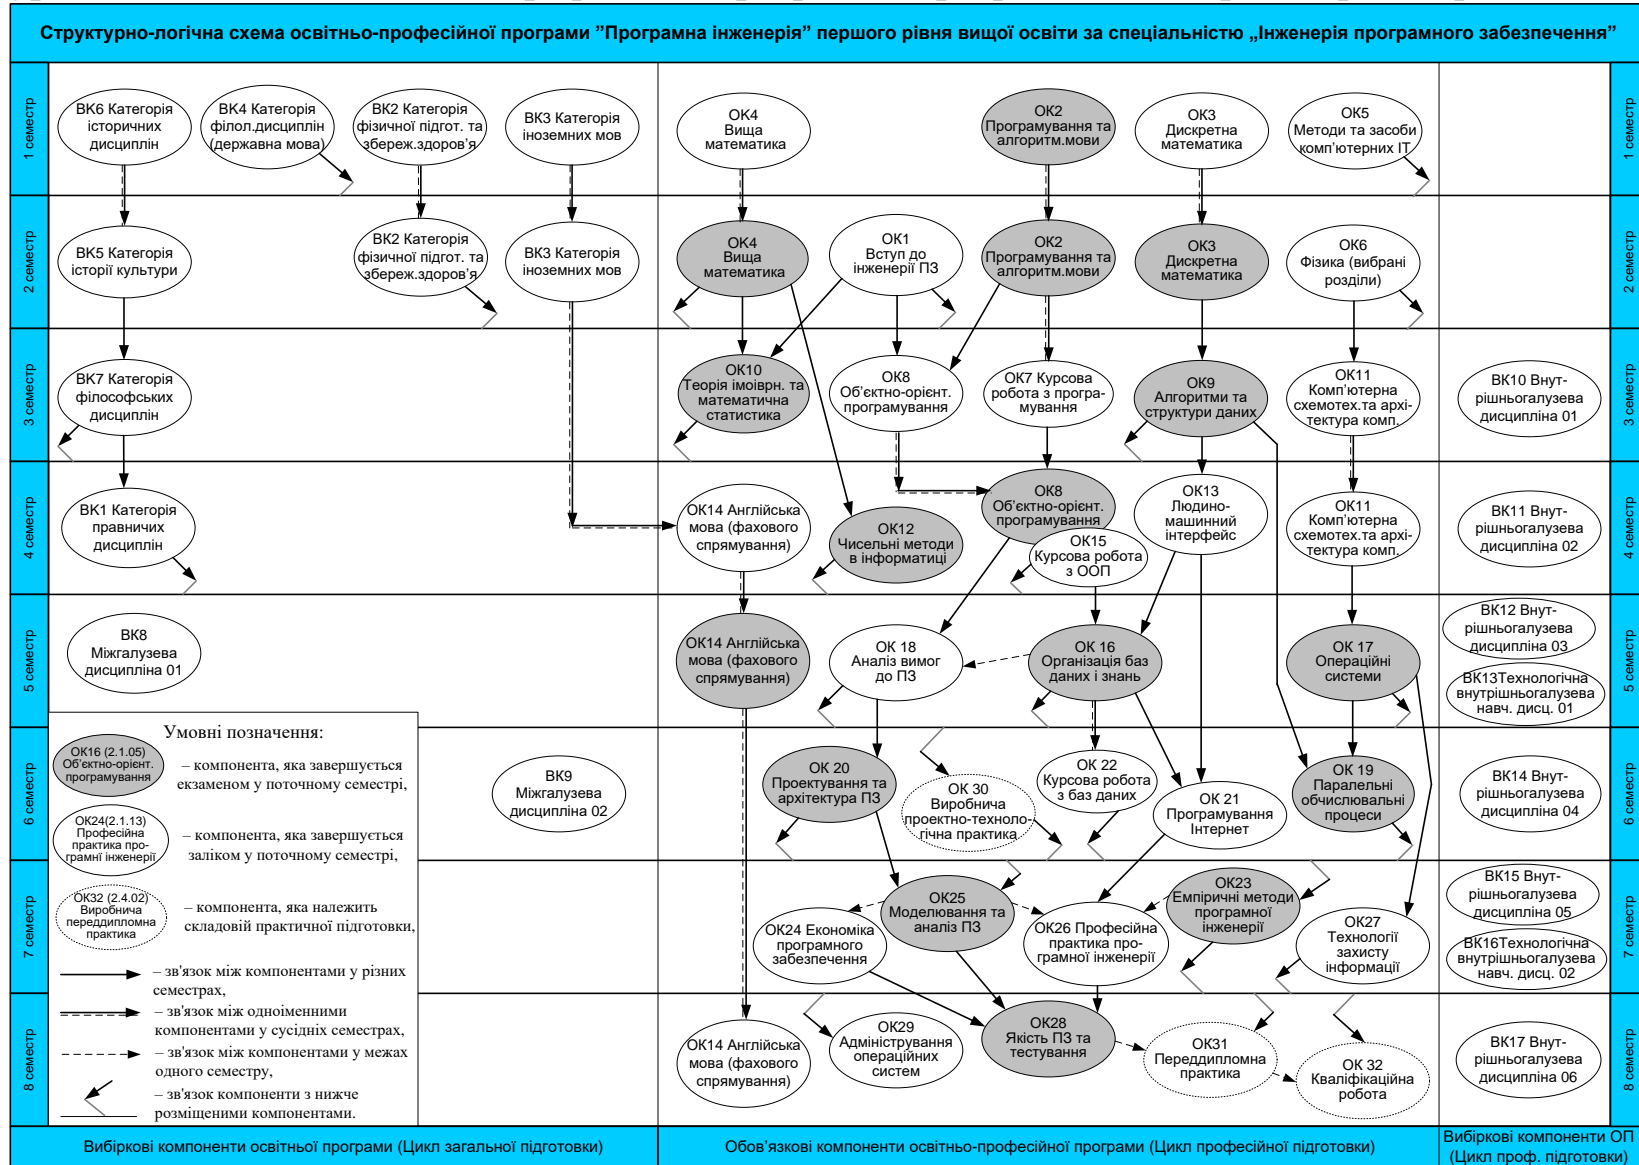 Структурно-логічна схема освітньо-професійної програми ”Програмна інженерія” першого рівня вищої освіти за спеціальністю „Інженерія програмного забезпечення”
1 семестр
ВК6 Категорія
історичних
дисциплін
ВК4 Категорія
філол.дисциплін
(державна мова)
ВК2 Категорія
фізичної підгот. та
збереж.здоров’я
ВК3 Категорія
іноземних мов
ОК4
Вища
математика
ОК2
Програмування та
алгоритм.мови
ОК3
Дискретна
математика
ОК5
Методи та засоби
комп’ютерних ІТ
1 семестр
2 семестр
ВК5 Категорія
історії культури
ВК2 Категорія
фізичної підгот. та
збереж.здоров’я
ВК3 Категорія
іноземних мов
ОК4
Вища
математика
ОК1
Вступ до
інженерії ПЗ
ОК2
Програмування та
алгоритм.мови
ОК3
Дискретна
математика
ОК6
Фізика (вибрані
розділи)
2 семестр
3 семестр
ВК7 Категорія
філософських
дисциплін
ОК10
Теорія імоіврн. та
математична
статистика
ОК8
Об’єктно-орієнт.
програмування
ОК7 Курсова
робота з програ-
мування
ОК9
Алгоритми та
структури даних
ОК11
Комп’ютерна
схемотех.та архі-
тектура комп.
ВК10 Внут-
рішньогалузева
дисципліна 01
3 семестр
4 семестр
ВК1 Категорія
правничих
дисциплін
ОК14 Англійська
мова (фахового
спрямування)
ОК12
Чисельні методи
в інформатиці
ОК8
Об’єктно-орієнт.
програмування
ОК15
Курсова робота
з ООП
ОК13
Людино-
машинний
інтерфейс
ОК11
Комп’ютерна
схемотех.та архі-
тектура комп.
ВК11 Внут-
рішньогалузева
дисципліна 02
4 семестр
5 семестр
ВК8
Міжгалузева
дисципліна 01
ОК14 Англійська
мова (фахового
спрямування)
ОК 18
Аналіз вимог
до ПЗ
ОК 16
Організація баз
даних і знань
ОК 17
Операційні
системи
ВК12 Внут-
рішньогалузева
дисципліна 03
ВК13Технологічна
внутрішньогалузева
навч. дисц. 01
5 семестр
6 семестр
ВК9
Міжгалузева
дисципліна 02
ОК 20
Проектування та
архітектура ПЗ
ОК 30
Виробнича
проектно-техноло-
гічна практика
ОК 22
Курсова робота
з баз даних
ОК 21
Програмування
Інтернет
ОК 19
Паралельні
обчислювальні
процеси
ВК14 Внут-
рішньогалузева
дисципліна 04
6 семестр
7 семестр
ОК24 Економіка
програмного
забезпечення
ОК25
Моделювання та
аналіз ПЗ
ОК26 Професійна
практика про-
грамної інженерії
ОК23
Емпіричні методи
програмної
інженерії
ОК27
Технології
захисту
інформації
ВК15 Внут-
рішньогалузева
дисципліна 05
ВК16Технологічна
внутрішньогалузева
навч. дисц. 02
7 семестр
8 семестр
ОК14 Англійська
мова (фахового
спрямування)
ОК29
Адміністрування
операційних
систем
ОК28
Якість ПЗ та
тестування
ОК31
Переддипломна
практика
ОК 32
Кваліфікаційна
робота
ВК17 Внут-
рішньогалузева
дисципліна 06
8 семестр
Умовні позначення:
ОК16 (2.1.05)
Об’єктно-орієнт.
програмування
– компонента, яка завершується
екзаменом у поточному семестрі,
ОК24(2.1.13)
Професійна
практика про-
грамні інженерії
– компонента, яка завершується
заліком у поточному семестрі,
ОК32 (2.4.02)
Виробнича
переддипломна
практика
– компонента, яка належить
складовій практичної підготовки,
– зв'язок між компонентами у різних
семестрах,
– зв'язок між одноіменними
компонентами у сусідніх семестрах,
– зв'язок між компонентами у межах
одного семестру,
– зв'язок компоненти з нижче
розміщеними компонентами.
Вибіркові компоненти освітньої програми (Цикл загальної підготовки)
Обов’язкові компоненти освітньо-професійної програми (Цикл професійної підготовки)
Вибіркові компоненти ОП
(Цикл проф. підготовки)